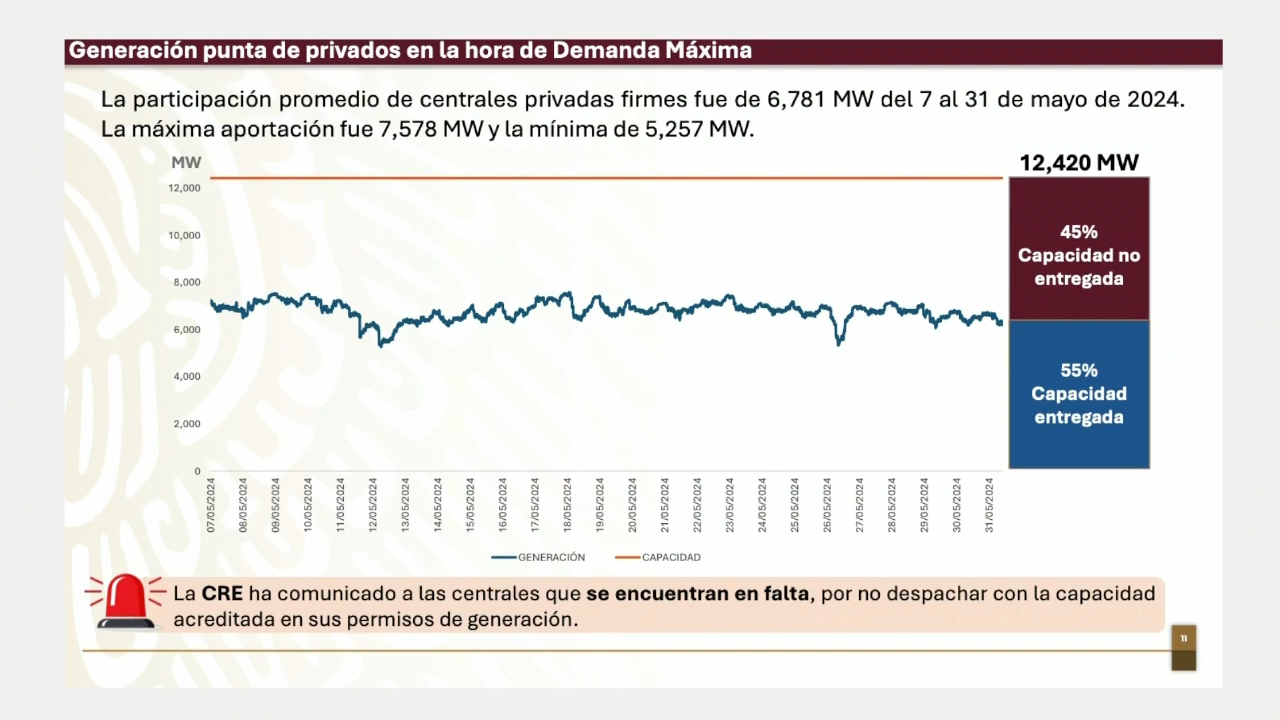 Generación punta de privados en la hora de Demanda Máxima
La participación promedio de centrales privadas firmes fue de 6,781 MW del 7 al 31 de mayo de 2024.
La máxima aportación fue 7,578 MW y la mínima de 5,257 MW.
MW
12,000
10,000
8,000
6,000
4,000
2,000
0
07/05/2024
08/05/2024
09/05/2024
10/05/2024
11/05/2024
12/05/2024
13/05/2024
14/05/2024
15/05/2024
16/05/2024
17/05/2024
18/05/2024
19/05/2024
20/05/2024
21/05/2024
22/05/2024
23/05/2024
24/05/2024
25/05/2024
26/05/2024
27/05/2024
28/05/2024
29/05/2024
30/05/2024
31/05/2024
GENERACIÓN
CAPACIDAD
12,420 MW
45%
Capacidad no
entregada
55%
Capacidad
entregada
La CRE ha comunicado a las centrales que se encuentran en falta, por no despachar con la capacidad
acreditada en sus permisos de generación.
11